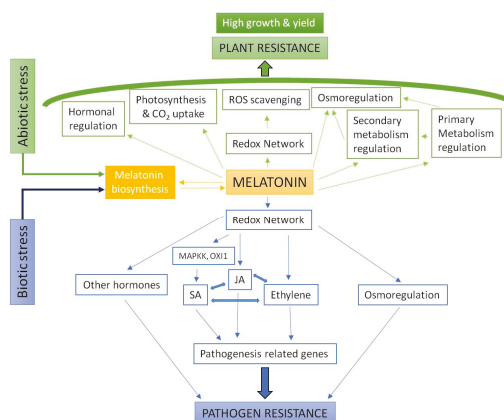 High growth & yield
PLANT RESISTANCE
Abiotic stress
Hormonal
regulation
Photosynthesis
& CO₂ uptake
ROS scavenging
Osmoregulation
Redox Network
Secondary
metabolism
regulation
Primary
Metabolism
regulation
Melatonin
biosynthesis
MELATONIN
Biotic stress
Redox Network
MAPKK, OXI1
Other hormones
SA
JA
Ethylene
Osmoregulation
Pathogenesis related genes
PATHOGEN RESISTANCE